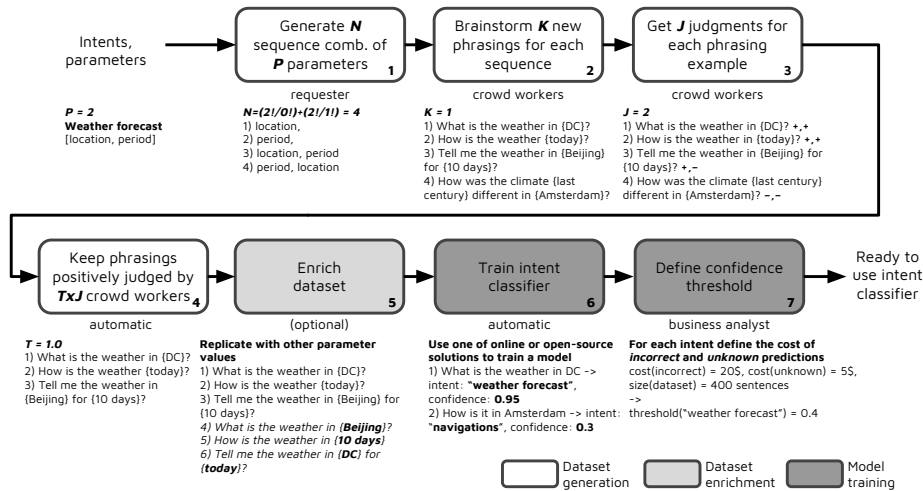 Intents,
parameters
Generate N
sequence comb. of
P parameters
1
requester
Brainstorm K new
phrasings for each
sequence
2
crowd workers
Get J judgments for
each phrasing
example
3
crowd workers
P = 2
Weather forecast
[location, period]
N=(2!/0!)+(2!/1!) = 4
1) location,
2) period,
3) location, period
4) period, location
K = 1
1) What is the weather in {DC}?
2) How is the weather {today}?
3) Tell me the weather in {Beijing}
for {10 days}?
4) How was the climate {last
century} different in {Amsterdam}?
J = 2
1) What is the weather in {DC}? +,+
2) How is the weather in {today}? +,+
3) Tell me the weather in {Beijing} for
{10 days}? +,-
4) How was the climate {last century}
different in {Amsterdam}? -,-
Keep phrasings
positively judged by
TxJ crowd workers
4
automatic
Enrich
dataset
5
(optional)
Train intent
classifier
6
automatic
Define confidence
threshold
7
business analyst
Ready to
use intent
classifier
T = 1.0
1) What is the weather in {DC}?
2) How is the weather {today}?
3) Tell me the weather in
{Beijing} for {10 days}?
Replicate with other parameter
values
1) What is the weather in {DC}?
2) How is the weather {today}?
3) Tell me the weather in {Beijing} for
{10 days}?
4) What is the weather in {Beijing}?
5) How is the weather in {10 days}
6) Tell me the weather in {DC} for
{today}?
Use one of online or open-source
solutions to train a model
1) What is the weather in DC ->
intent: "weather forecast",
confidence: 0.95
2) How is it in Amsterdam -> intent:
"navigations", confidence: 0.3
For each intent define the cost of
incorrect and unknown predictions
cost(incorrect) = 20$, cost(unknown) = 5$,
size(dataset) = 400 sentences
->
threshold("weather forecast") = 0.4
Dataset
generation
Dataset
enrichment
Model
training